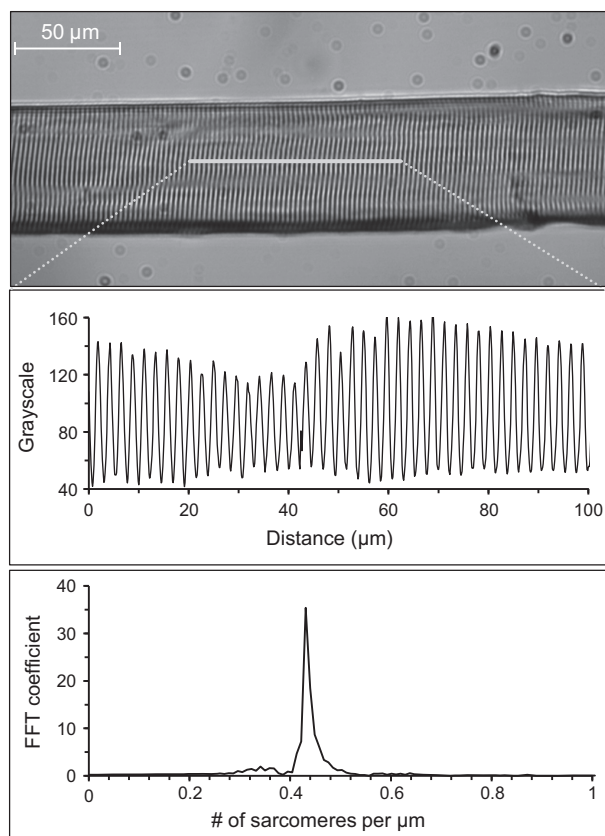 50 µm
160
120
80
40
Grayscale
0 20 40 60 80 100
Distance (µm)
40
30
20
10
0
FFT coefficient
0 0.2 0.4 0.6 0.8 1
# of sarcomeres per µm